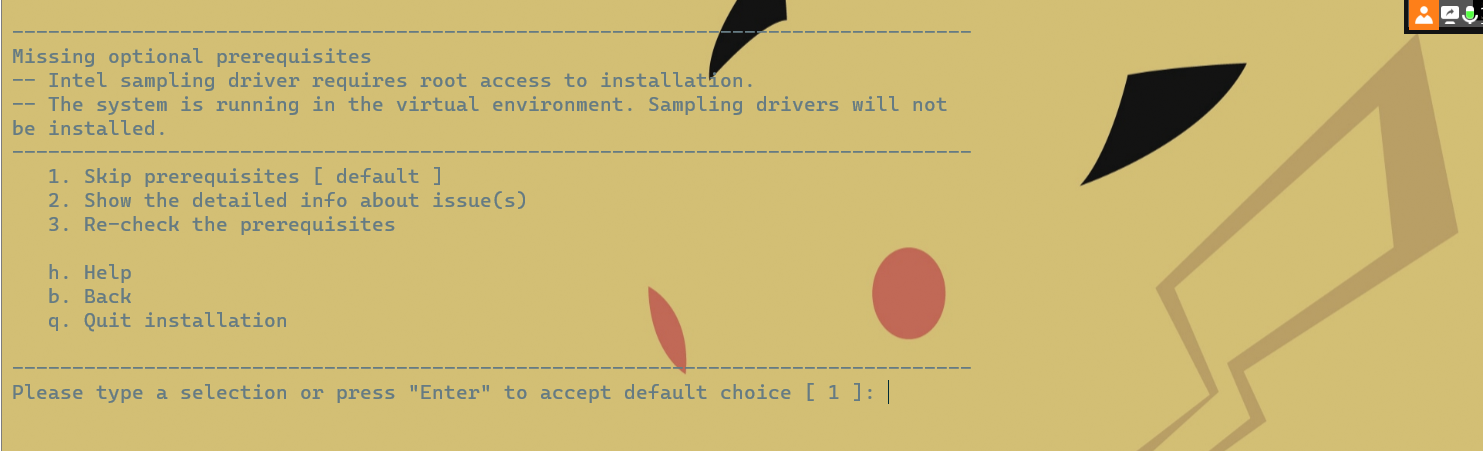 --------------------------------------------------------------------------------
Missing optional prerequisites
-- Intel sampling driver requires root access to installation.
-- The system is running in the virtual environment. Sampling drivers will not
be installed.
--------------------------------------------------------------------------------
1. Skip prerequisites [ default ]
2. Show the detailed info about issue(s)
3. Re-check the prerequisites
h. Help
b. Back
q. Quit installation
--------------------------------------------------------------------------------
Please type a selection or press "Enter" to accept default choice [ 1 ]: